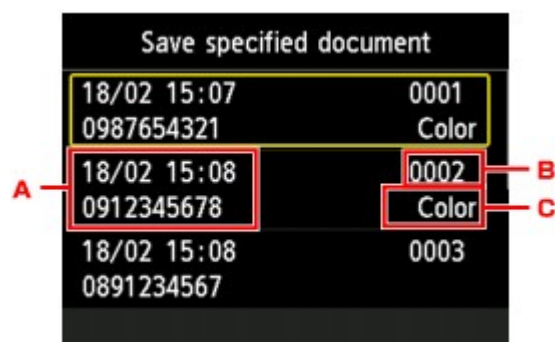 Save specified document
18/02 15:07 0001
0987654321 Color
A
18/02 15:08 0002 B
0912345678 Color C
18/02 15:08 0003
0891234567